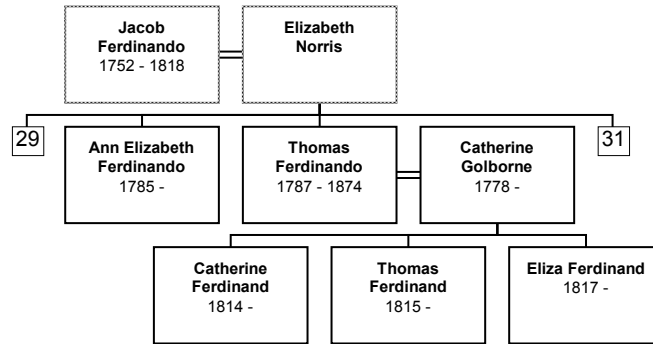 Jacob
Ferdinando
1752 - 1818
Elizabeth
Norris
29
Ann Elizabeth
Ferdinando
1785 -
Thomas
Ferdinando
1787 - 1874
Catherine
Golborne
1778 -
31
Catherine
Ferdinand
1814 -
Thomas
Ferdinand
1815 -
Eliza Ferdinand
1817 -